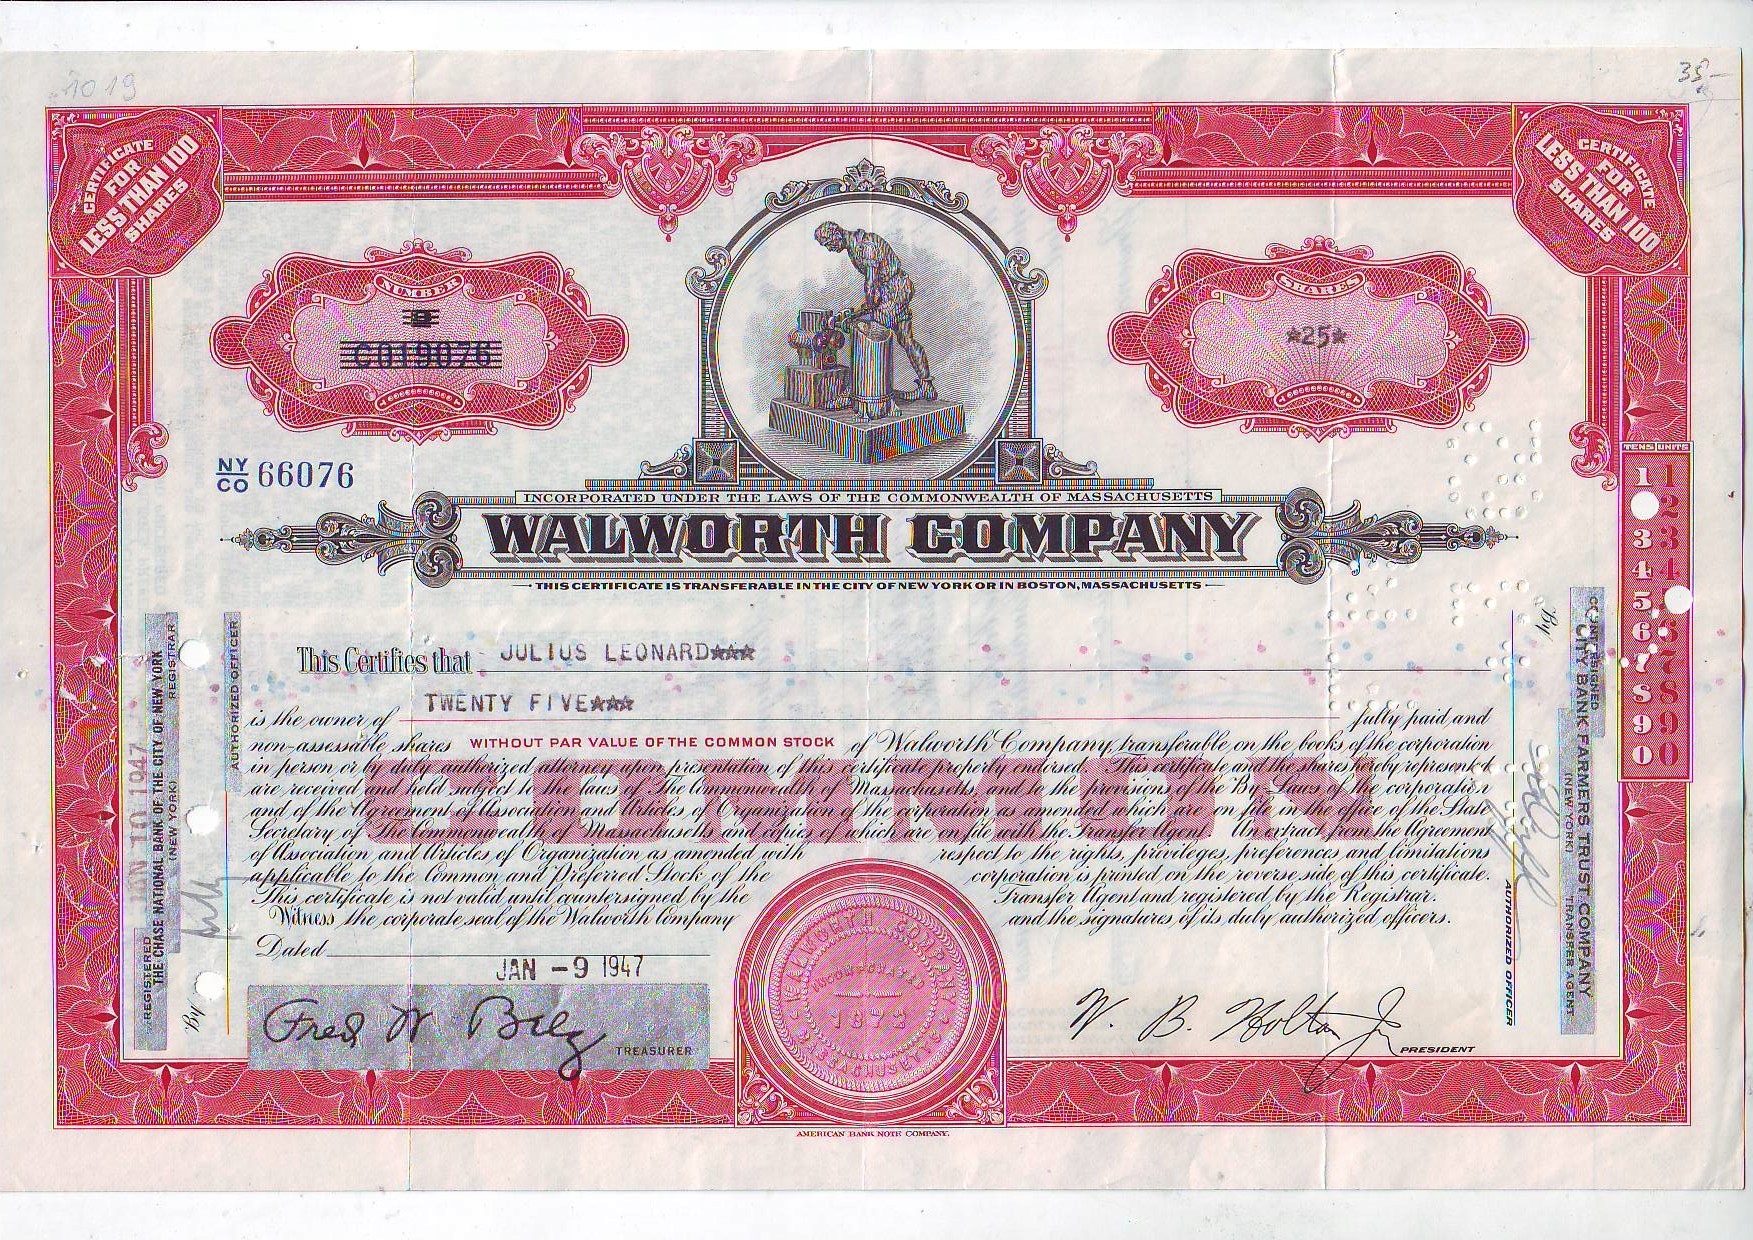 1019
35-
CERTIFICATE
FOR
LESS THAN 100
SHARES
CERTIFICATE
FOR
LESS THAN 100
SHARES
NUMBER
SHARES
*25*
NY/CO 66076
INCORPORATED UNDER THE LAWS OF THE COMMONWEALTH OF MASSACHUSETTS
WALWORTH COMPANY
THIS CERTIFICATE IS TRANSFERABLE IN THE CITY OF NEW YORK OR IN BOSTON, MASSACHUSETTS
TENS UNITS
1 1
2
3 3
4 4
5
6 6
7 7
8 8
9 9
0 0
This Certifies that JULIUS LEONARD***
TWENTY FIVE***
is the owner of fully paid and
non-assessable shares WITHOUT PAR VALUE OF THE COMMON STOCK of Walworth Company, transferable on the books of the corporation
in person or by duly authorized attorney upon presentation of this certificate properly endorsed. This certificate and the shares hereby represented
are received and held subject to the laws of The Commonwealth of Massachusetts, and to the provisions of the By-Laws of the corporation
and of the Agreement of Association and Articles of Organization of the corporation as amended which are on file in the office of the State
Secretary of The Commonwealth of Massachusetts and copies of which are on file with the Transfer Agent. An extract from the Agreement
of Association and Articles of Organization as amended with respect to the rights, privileges, preferences and limitations
applicable to the Common and Preferred Stock of the corporation is printed on the reverse side of this certificate.
This certificate is not valid until countersigned by the Transfer Agent and registered by the Registrar.
Witness the corporate seal of the Walworth Company and the signatures of its duly authorized officers.
COMMON
Dated
JAN -9 1947
Fred W Belz
TREASURER
WALWORTH COMPANY
INCORPORATED
1872
MASSACHUSETTS
W. B. Holton Jr
PRESIDENT
AMERICAN BANK NOTE COMPANY.
REGISTERED JAN 10 1947
THE CHASE NATIONAL BANK OF THE CITY OF NEW YORK
(NEW YORK) REGISTRAR
By
AUTHORIZED OFFICER
COUNTERSIGNED
CITY BANK FARMERS TRUST COMPANY
(NEW YORK) TRANSFER AGENT
By
AUTHORIZED OFFICER